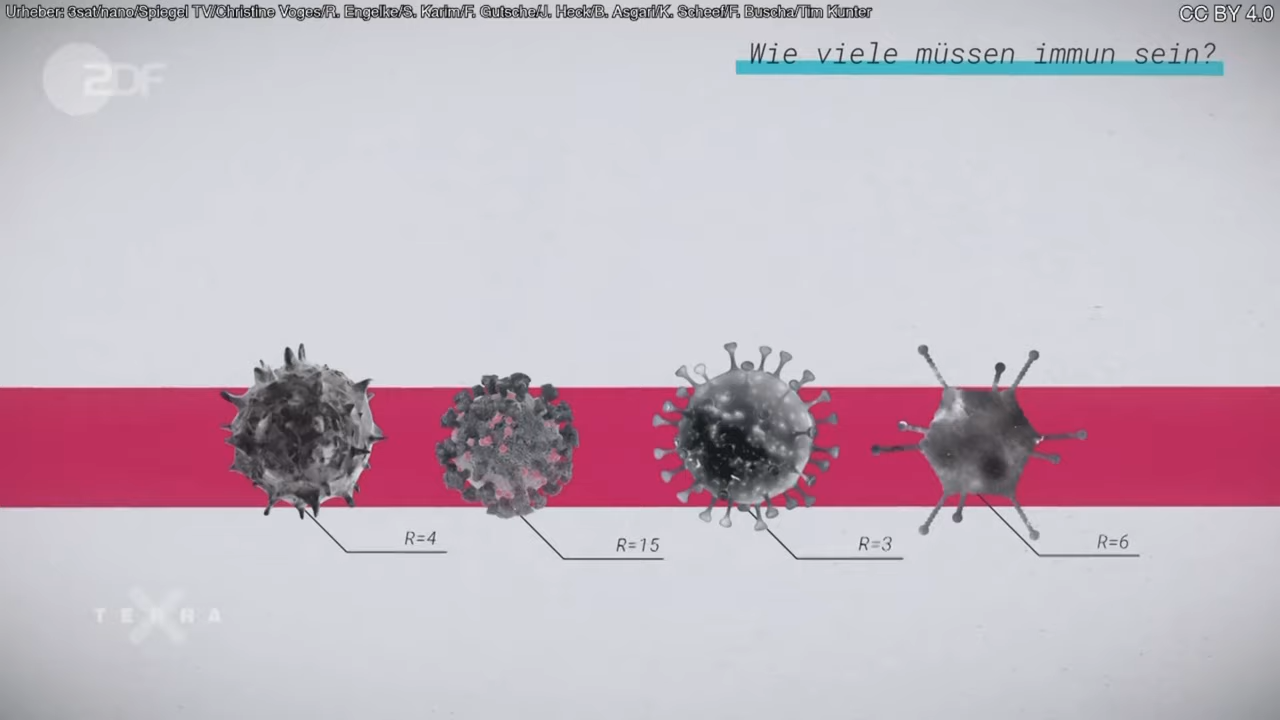 Urheber: 3sat/nano/Spiegel TV/Christine Voges/R. Engelke/S. Karim/F. Gutsche/J. Heck/B. Asgari/K. Scheef/F. Buscha/Tim Kunter
CC BY 4.0
Wie viele müssen immun sein?
ZDF
R=4
R=15
R=3
R=6
TERRA X